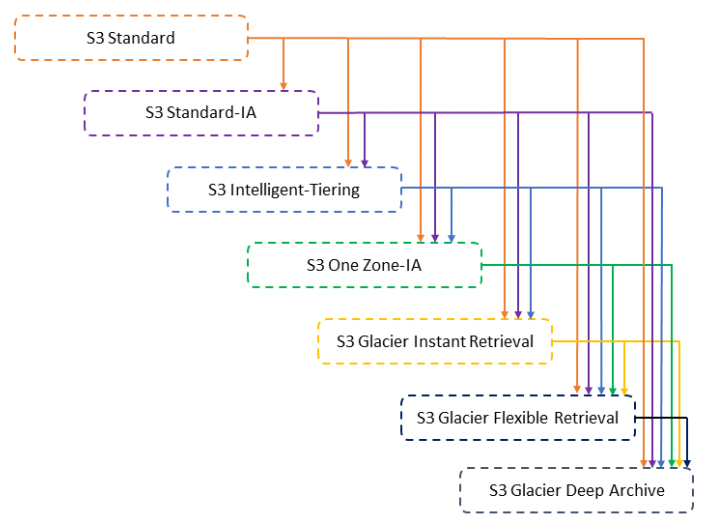 S3 Standard
S3 Standard-IA
S3 Intelligent-Tiering
S3 One Zone-IA
S3 Glacier Instant Retrieval
S3 Glacier Flexible Retrieval
S3 Glacier Deep Archive